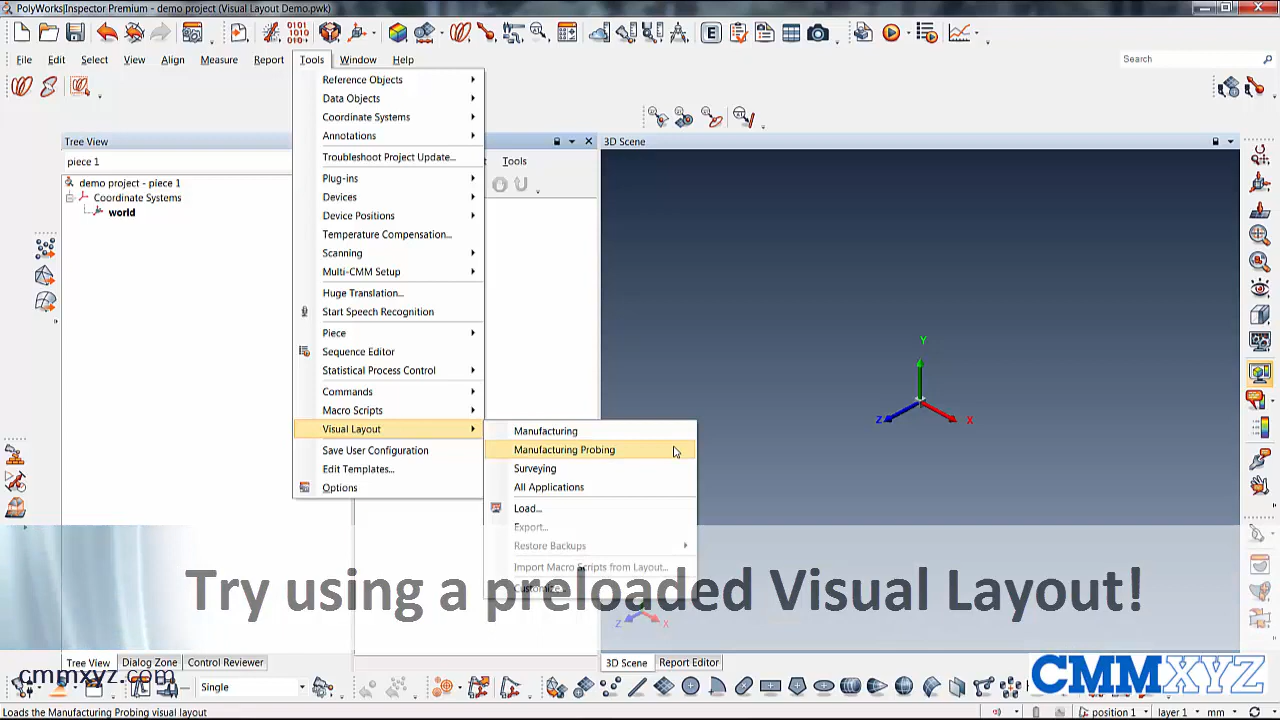 PolyWorks|Inspector Premium - demo project (Visual Layout Demo.pwk)
File Edit Select View Align Measure Report Tools Window Help
Search
Tree View
3D Scene
piece 1
Tools
demo project - piece 1
Coordinate Systems
world
Reference Objects
Data Objects
Coordinate Systems
Annotations
Troubleshoot Project Update...
Plug-ins
Devices
Device Positions
Temperature Compensation...
Scanning
Multi-CMM Setup
Huge Translation...
Start Speech Recognition
Piece
Sequence Editor
Statistical Process Control
Commands
Macro Scripts
Visual Layout
Save User Configuration
Edit Templates...
Options
Manufacturing
Manufacturing Probing
Surveying
All Applications
Load...
Export...
Restore Backups
Import Macro Scripts from Layout...
Customize...
Y
Z
X
Try using a preloaded Visual Layout!
Z
X
Tree View Dialog Zone Control Reviewer
3D Scene Report Editor
cmmxyz.com
CMMXYZ
Single
Loads the Manufacturing Probing visual layout
position 1 layer 1 mm